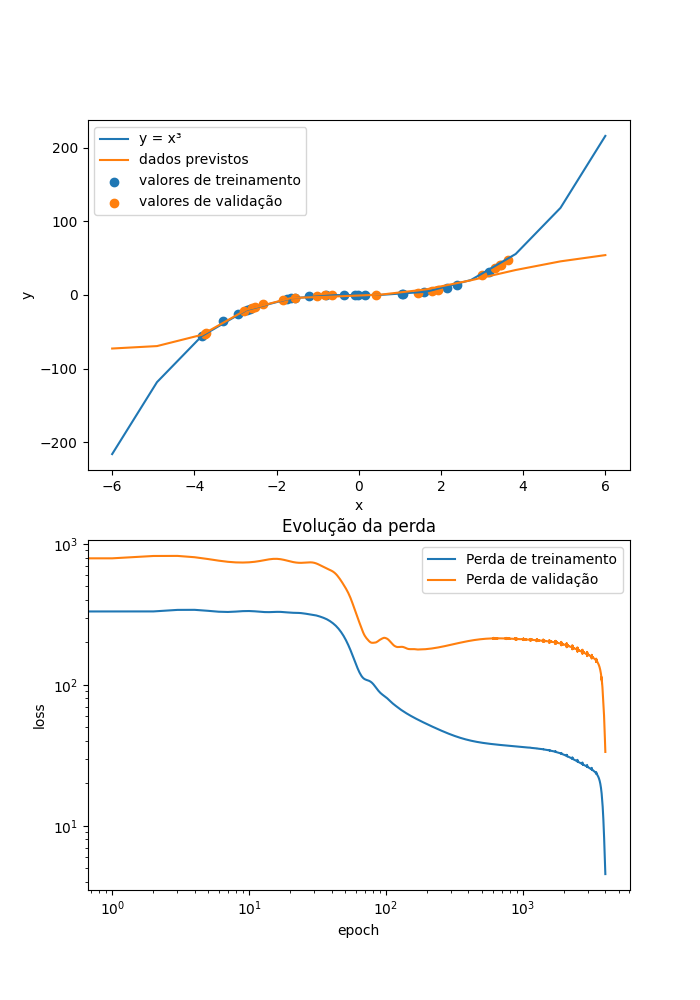 y = x³
dados previstos
valores de treinamento
valores de validação
200
100
0
−100
−200
y
−6 −4 −2 0 2 4 6
x
Evolução da perda
Perda de treinamento
Perda de validação
10³
10²
10¹
loss
10⁰ 10¹ 10² 10³
epoch